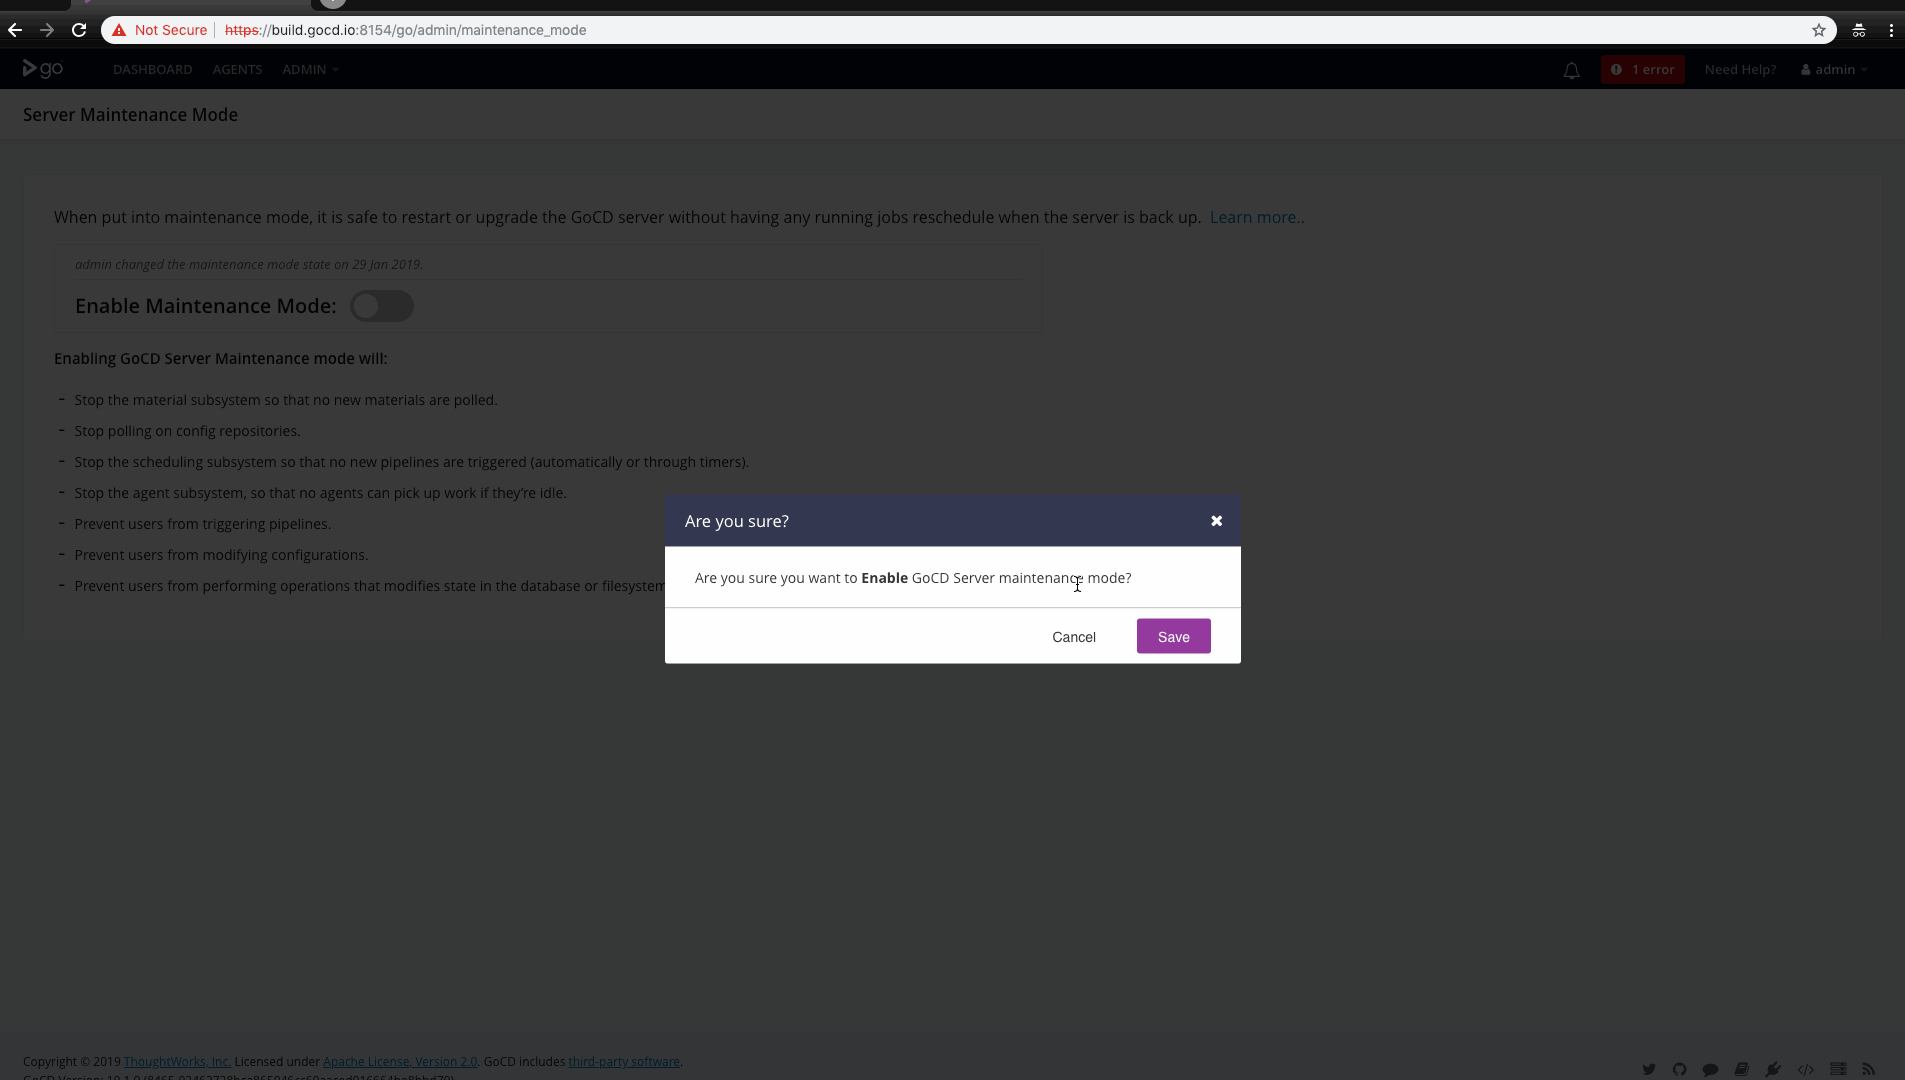 Not Secure https://build.gocd.io:8154/go/admin/maintenance_mode
go DASHBOARD AGENTS ADMIN 1 error Need Help? admin
Server Maintenance Mode
When put into maintenance mode, it is safe to restart or upgrade the GoCD server without having any running jobs reschedule when the server is back up. Learn more..
admin changed the maintenance mode state on 29 Jan 2019.
Enable Maintenance Mode:
Enabling GoCD Server Maintenance mode will:
- Stop the material subsystem so that no new materials are polled.
- Stop polling on config repositories.
- Stop the scheduling subsystem so that no new pipelines are triggered (automatically or through timers).
- Stop the agent subsystem, so that no agents can pick up work if they're idle.
- Prevent users from triggering pipelines.
- Prevent users from modifying configurations.
- Prevent users from performing operations that modifies state in the database or filesystem
Are you sure?
Are you sure you want to Enable GoCD Server maintenance mode?
Cancel Save
Copyright © 2019 ThoughtWorks, Inc. Licensed under Apache License, Version 2.0. GoCD includes third-party software.